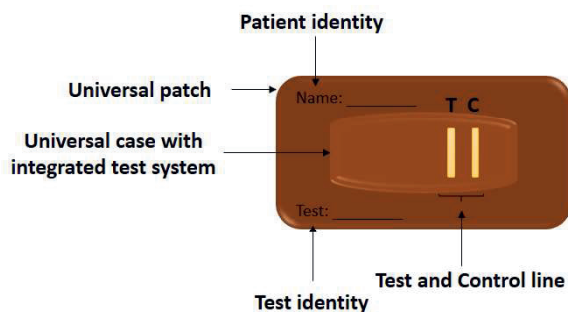 Patient identity
Universal patch
Name: ________
T C
Universal case with
integrated test system
Test: ________
Test and Control line
Test identity